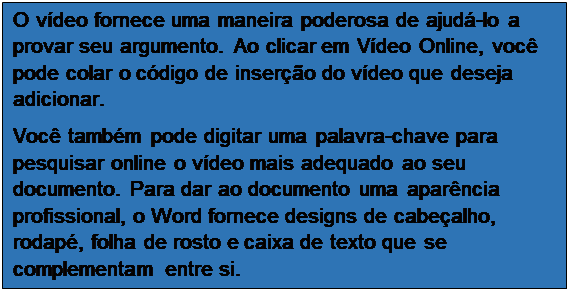 O vídeo fornece uma maneira poderosa de ajudá-lo a
provar seu argumento. Ao clicar em Vídeo Online, você
pode colar o código de inserção do vídeo que deseja
adicionar.
Você também pode digitar uma palavra-chave para
pesquisar online o vídeo mais adequado ao seu
documento. Para dar ao documento uma aparência
profissional, o Word fornece designs de cabeçalho,
rodapé, folha de rosto e caixa de texto que se
complementam entre si.